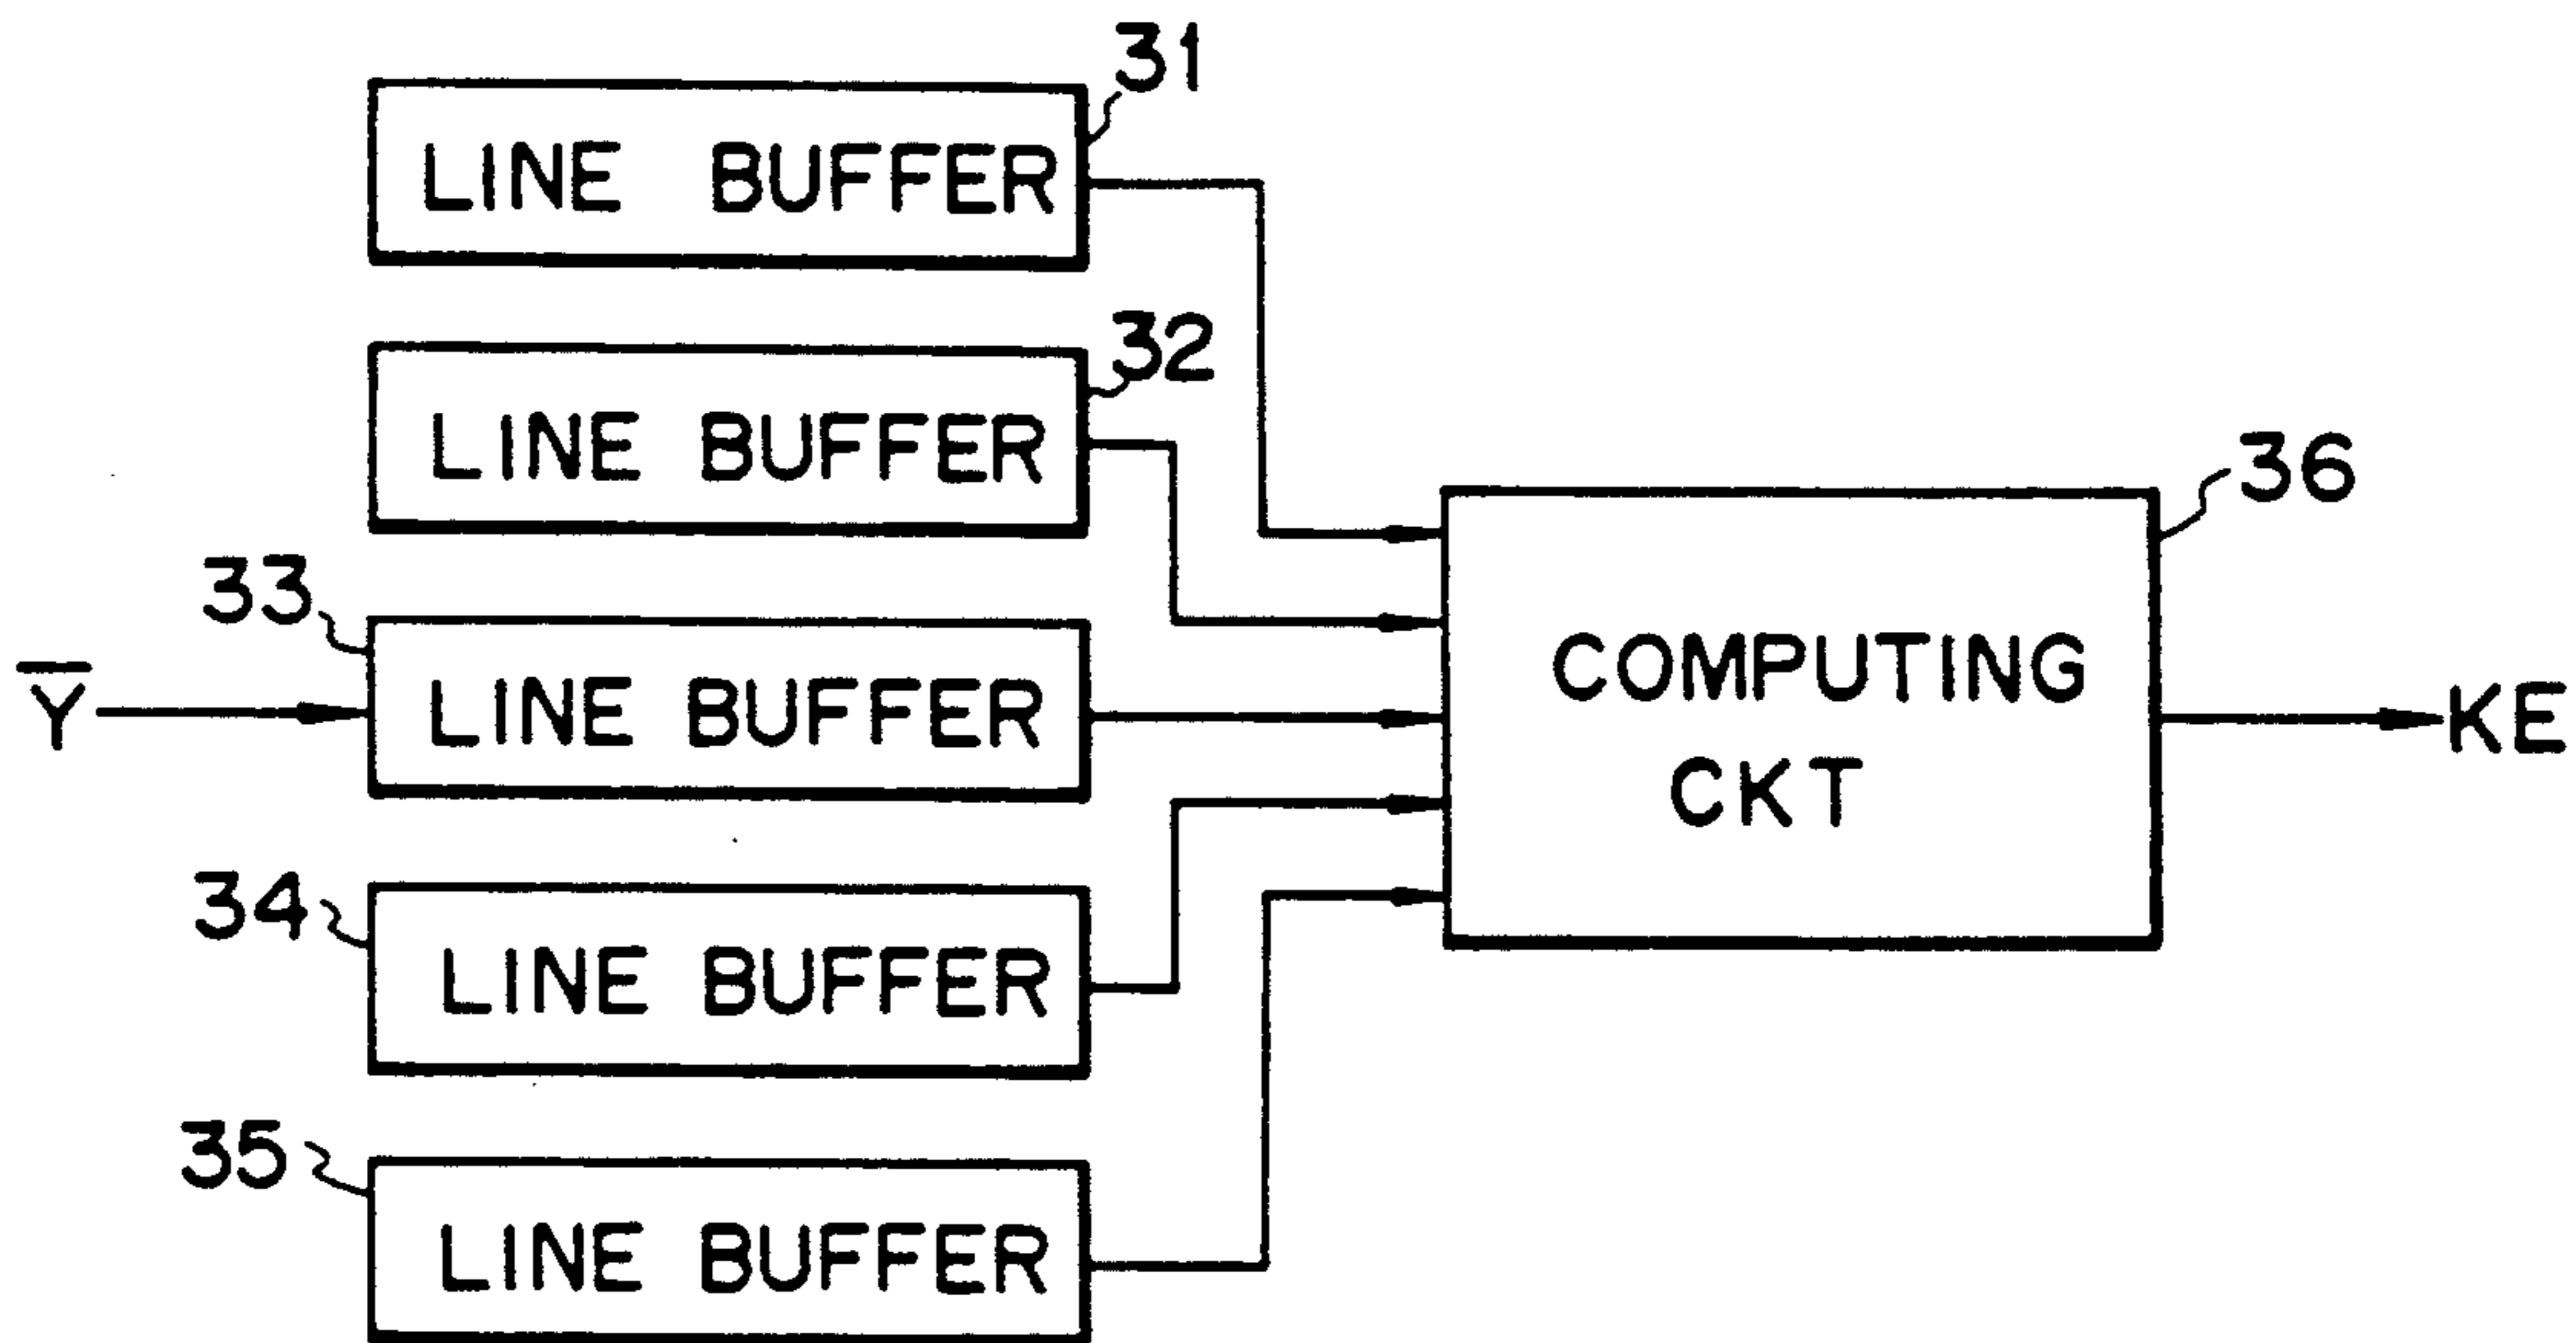 31
LINE BUFFER
32
LINE BUFFER
36
33
Y̅
LINE BUFFER
COMPUTING
CKT
KE
34
LINE BUFFER
35
LINE BUFFER